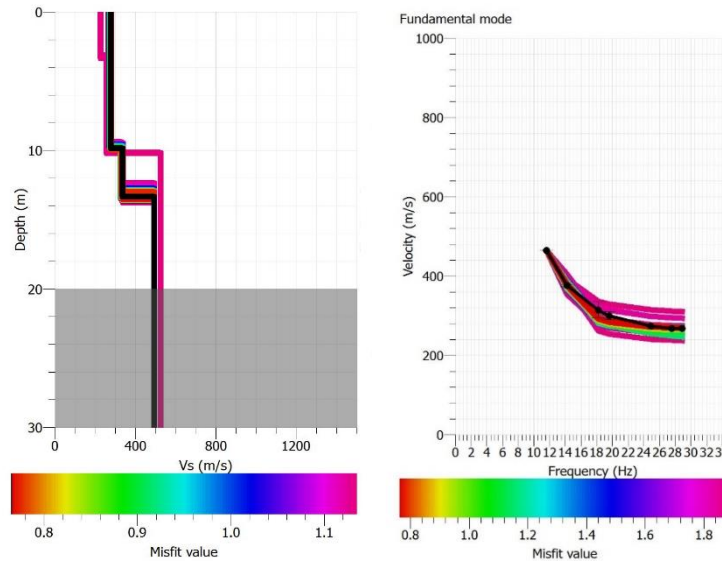 0
10
20
30
Depth (m)
0 400 800 1200
Vs (m/s)
0.8 0.9 1.0 1.1
Misfit value
Fundamental mode
1000
800
600
400
200
0
Velocity (m/s)
0 2 4 6 8 10 12 14 16 18 20 22 24 26 28 30 32
Frequency (Hz)
0.8 1.0 1.2 1.4 1.6 1.8
Misfit value